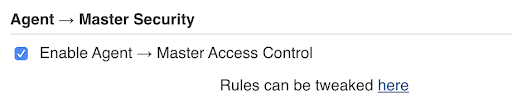 Agent → Master Security
Enable Agent → Master Access Control
Rules can be tweaked here